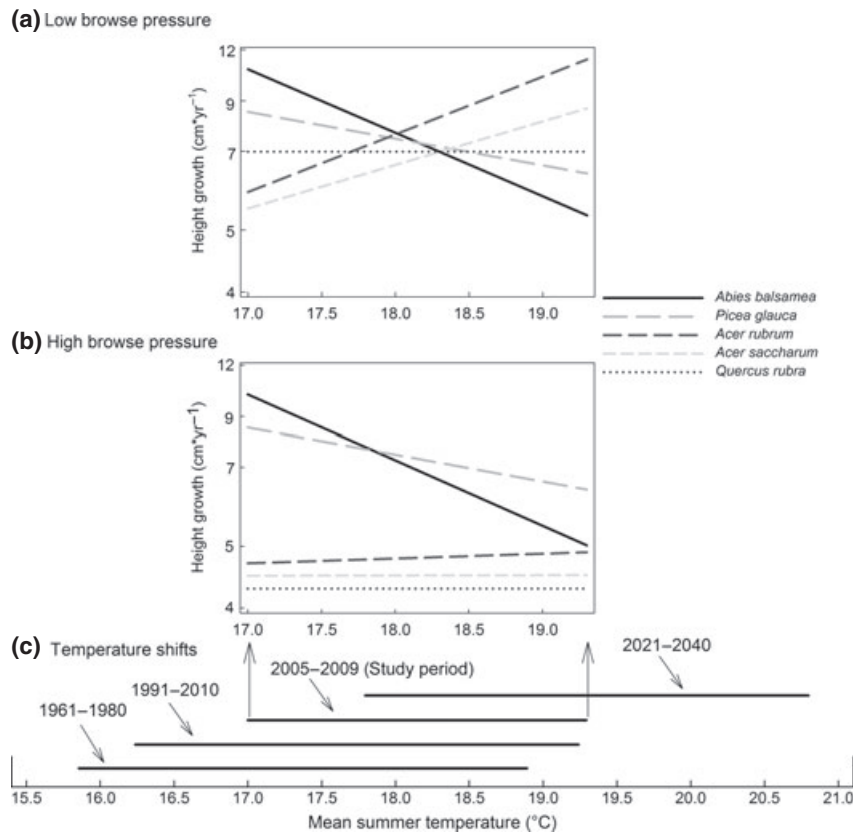 (a) Low browse pressure
12
9
7
5
4
Height growth (cm*yr⁻¹)
17.0 17.5 18.0 18.5 19.0
Abies balsamea
Picea glauca
Acer rubrum
Acer saccharum
Quercus rubra
(b) High browse pressure
12
9
7
5
4
Height growth (cm*yr⁻¹)
17.0 17.5 18.0 18.5 19.0
(c) Temperature shifts
2021–2040
2005–2009 (Study period)
1991–2010
1961–1980
15.5 16.0 16.5 17.0 17.5 18.0 18.5 19.0 19.5 20.0 20.5 21.0
Mean summer temperature (°C)